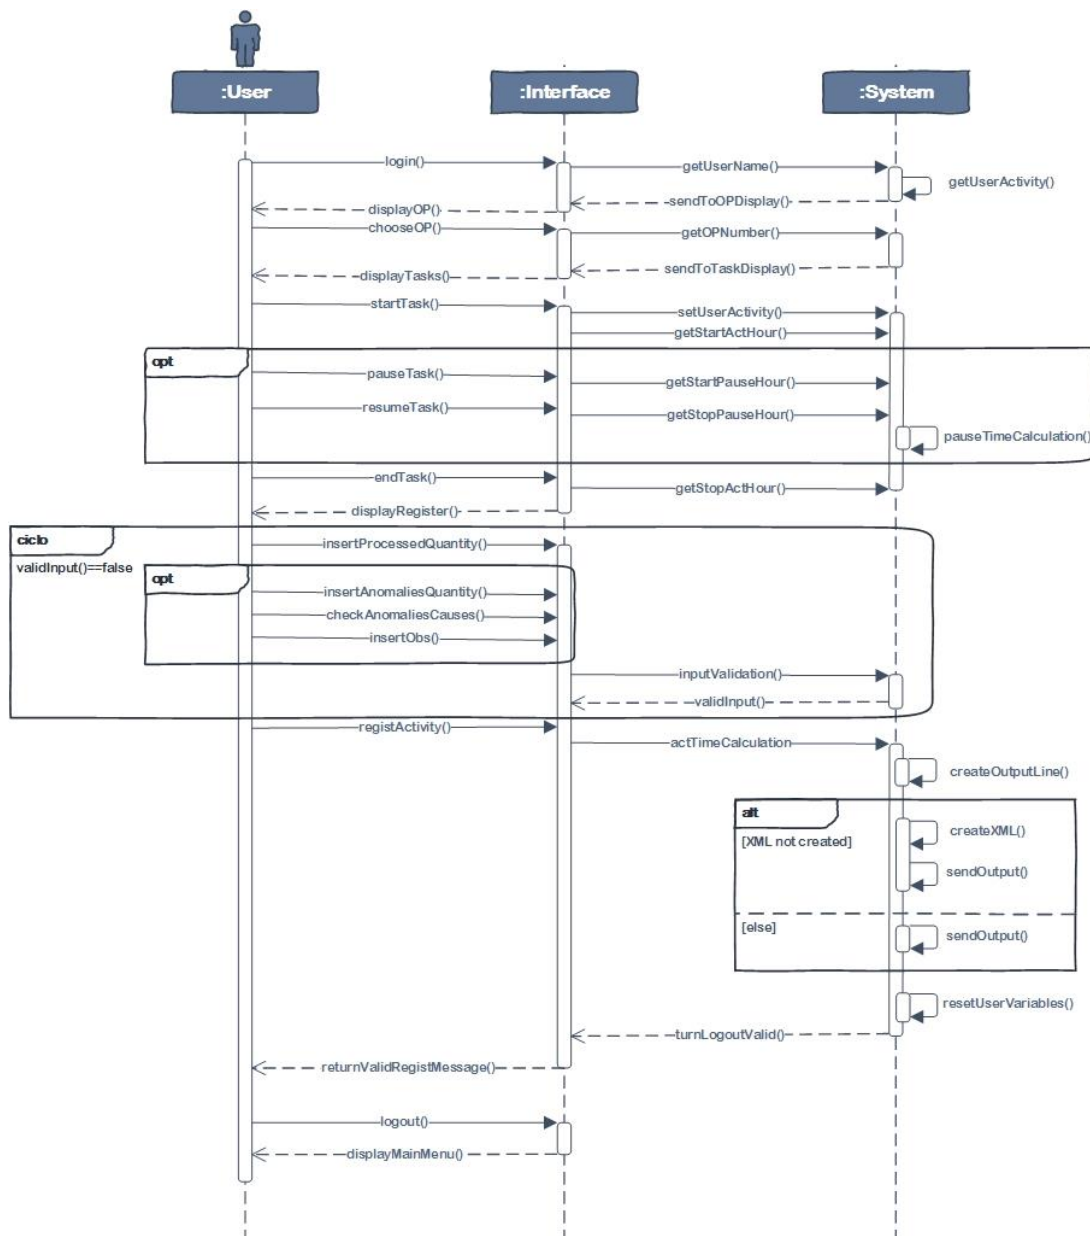 :User
:Interface
:System
login()
getUserName()
getUserActivity()
sendToOPDisplay()
displayOP()
chooseOP()
getOPNumber()
sendToTaskDisplay()
displayTasks()
startTask()
setUserActivity()
getStartActHour()
opt
pauseTask()
getStartPauseHour()
resumeTask()
getStopPauseHour()
pauseTimeCalculation()
endTask()
getStopActHour()
displayRegister()
ciclo
validInput()==false
insertProcessedQuantity()
opt
insertAnomaliesQuantity()
checkAnomaliesCauses()
insertObs()
inputValidation()
validInput()
registActivity()
actTimeCalculation
createOutputLine()
alt
[XML not created]
createXML()
sendOutput()
[else]
sendOutput()
resetUserVariables()
turnLogoutValid()
returnValidRegistMessage()
logout()
displayMainMenu()